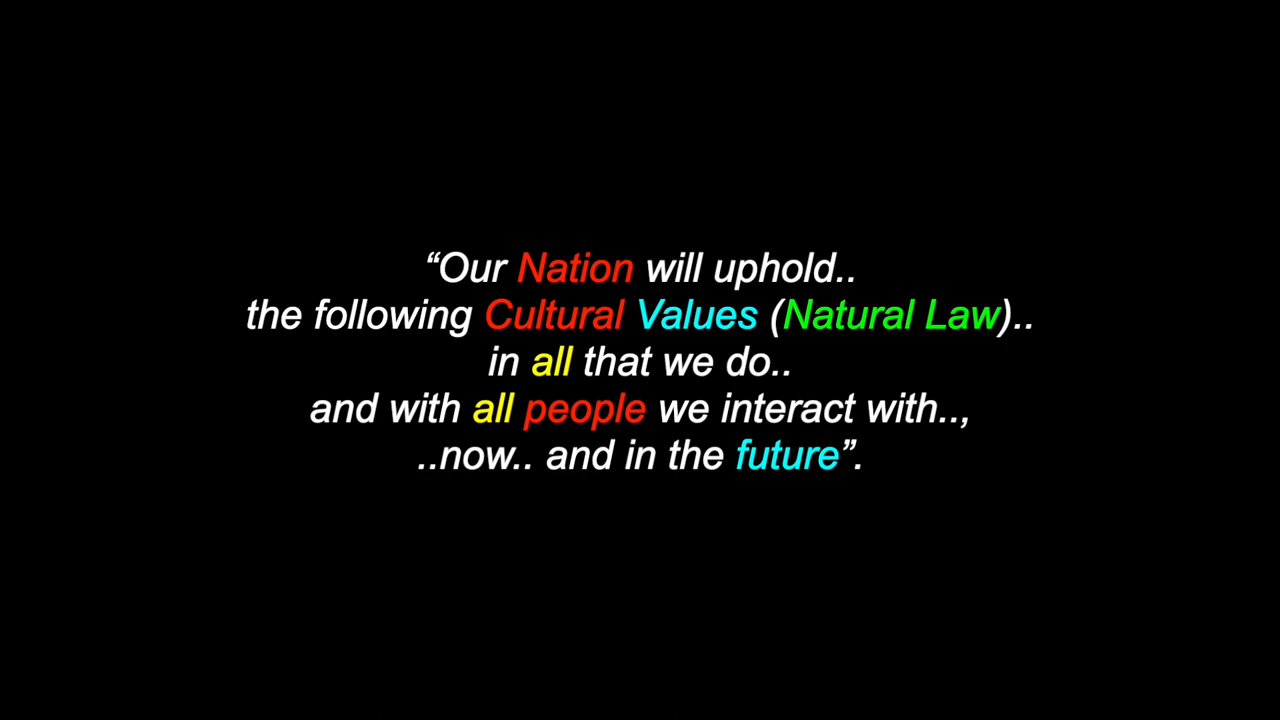 “Our Nation will uphold..
the following Cultural Values (Natural Law)..
in all that we do..
and with all people we interact with..,
..now.. and in the future”.